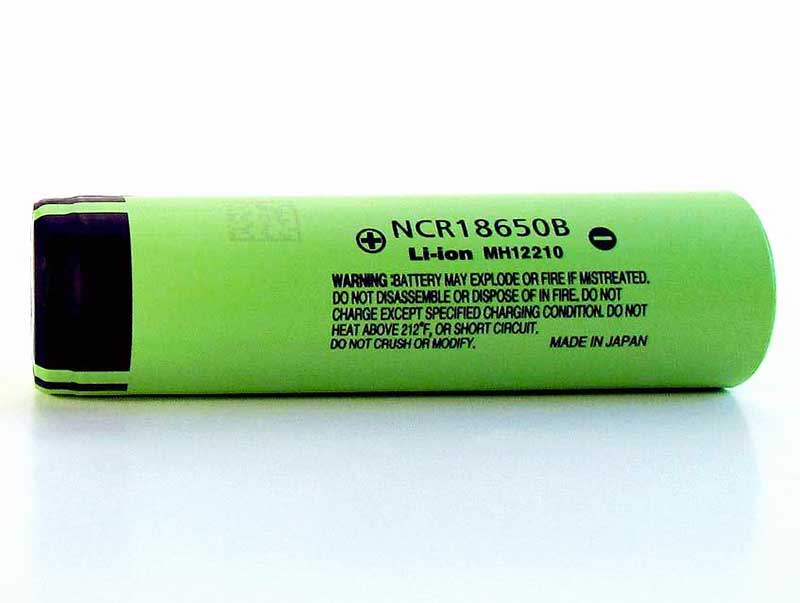 ⊕ NCR18650B ⊖
Li-ion MH12210
WARNING :BATTERY MAY EXPLODE OR FIRE IF MISTREATED.
DO NOT DISASSEMBLE OR DISPOSE OF IN FIRE. DO NOT
CHARGE EXCEPT SPECIFIED CHARGING CONDITION. DO NOT
HEAT ABOVE 212°F, OR SHORT CIRCUIT.
DO NOT CRUSH OR MODIFY. MADE IN JAPAN